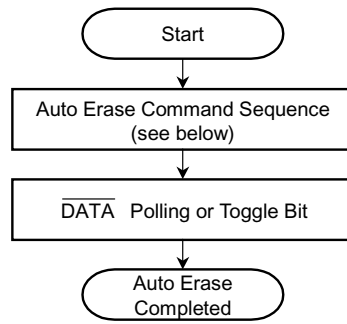 Start
Auto Erase Command Sequence
(see below)
DATA Polling or Toggle Bit
Auto Erase
Completed